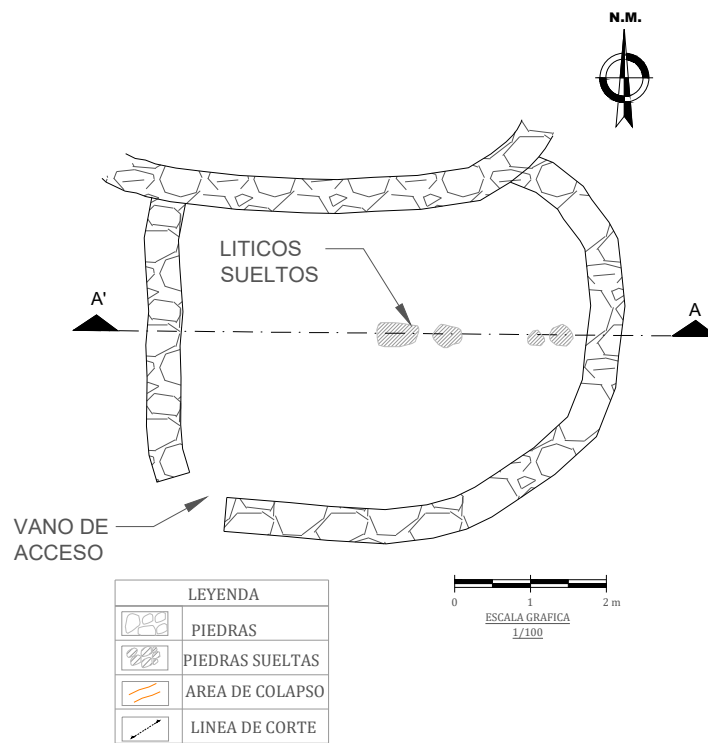 N.M.
LITICOS
SUELTOS
A'
A
VANO DE
ACCESO
LEYENDA
PIEDRAS
PIEDRAS SUELTAS
AREA DE COLAPSO
LINEA DE CORTE
0 1 2 m
ESCALA GRAFICA
1/100